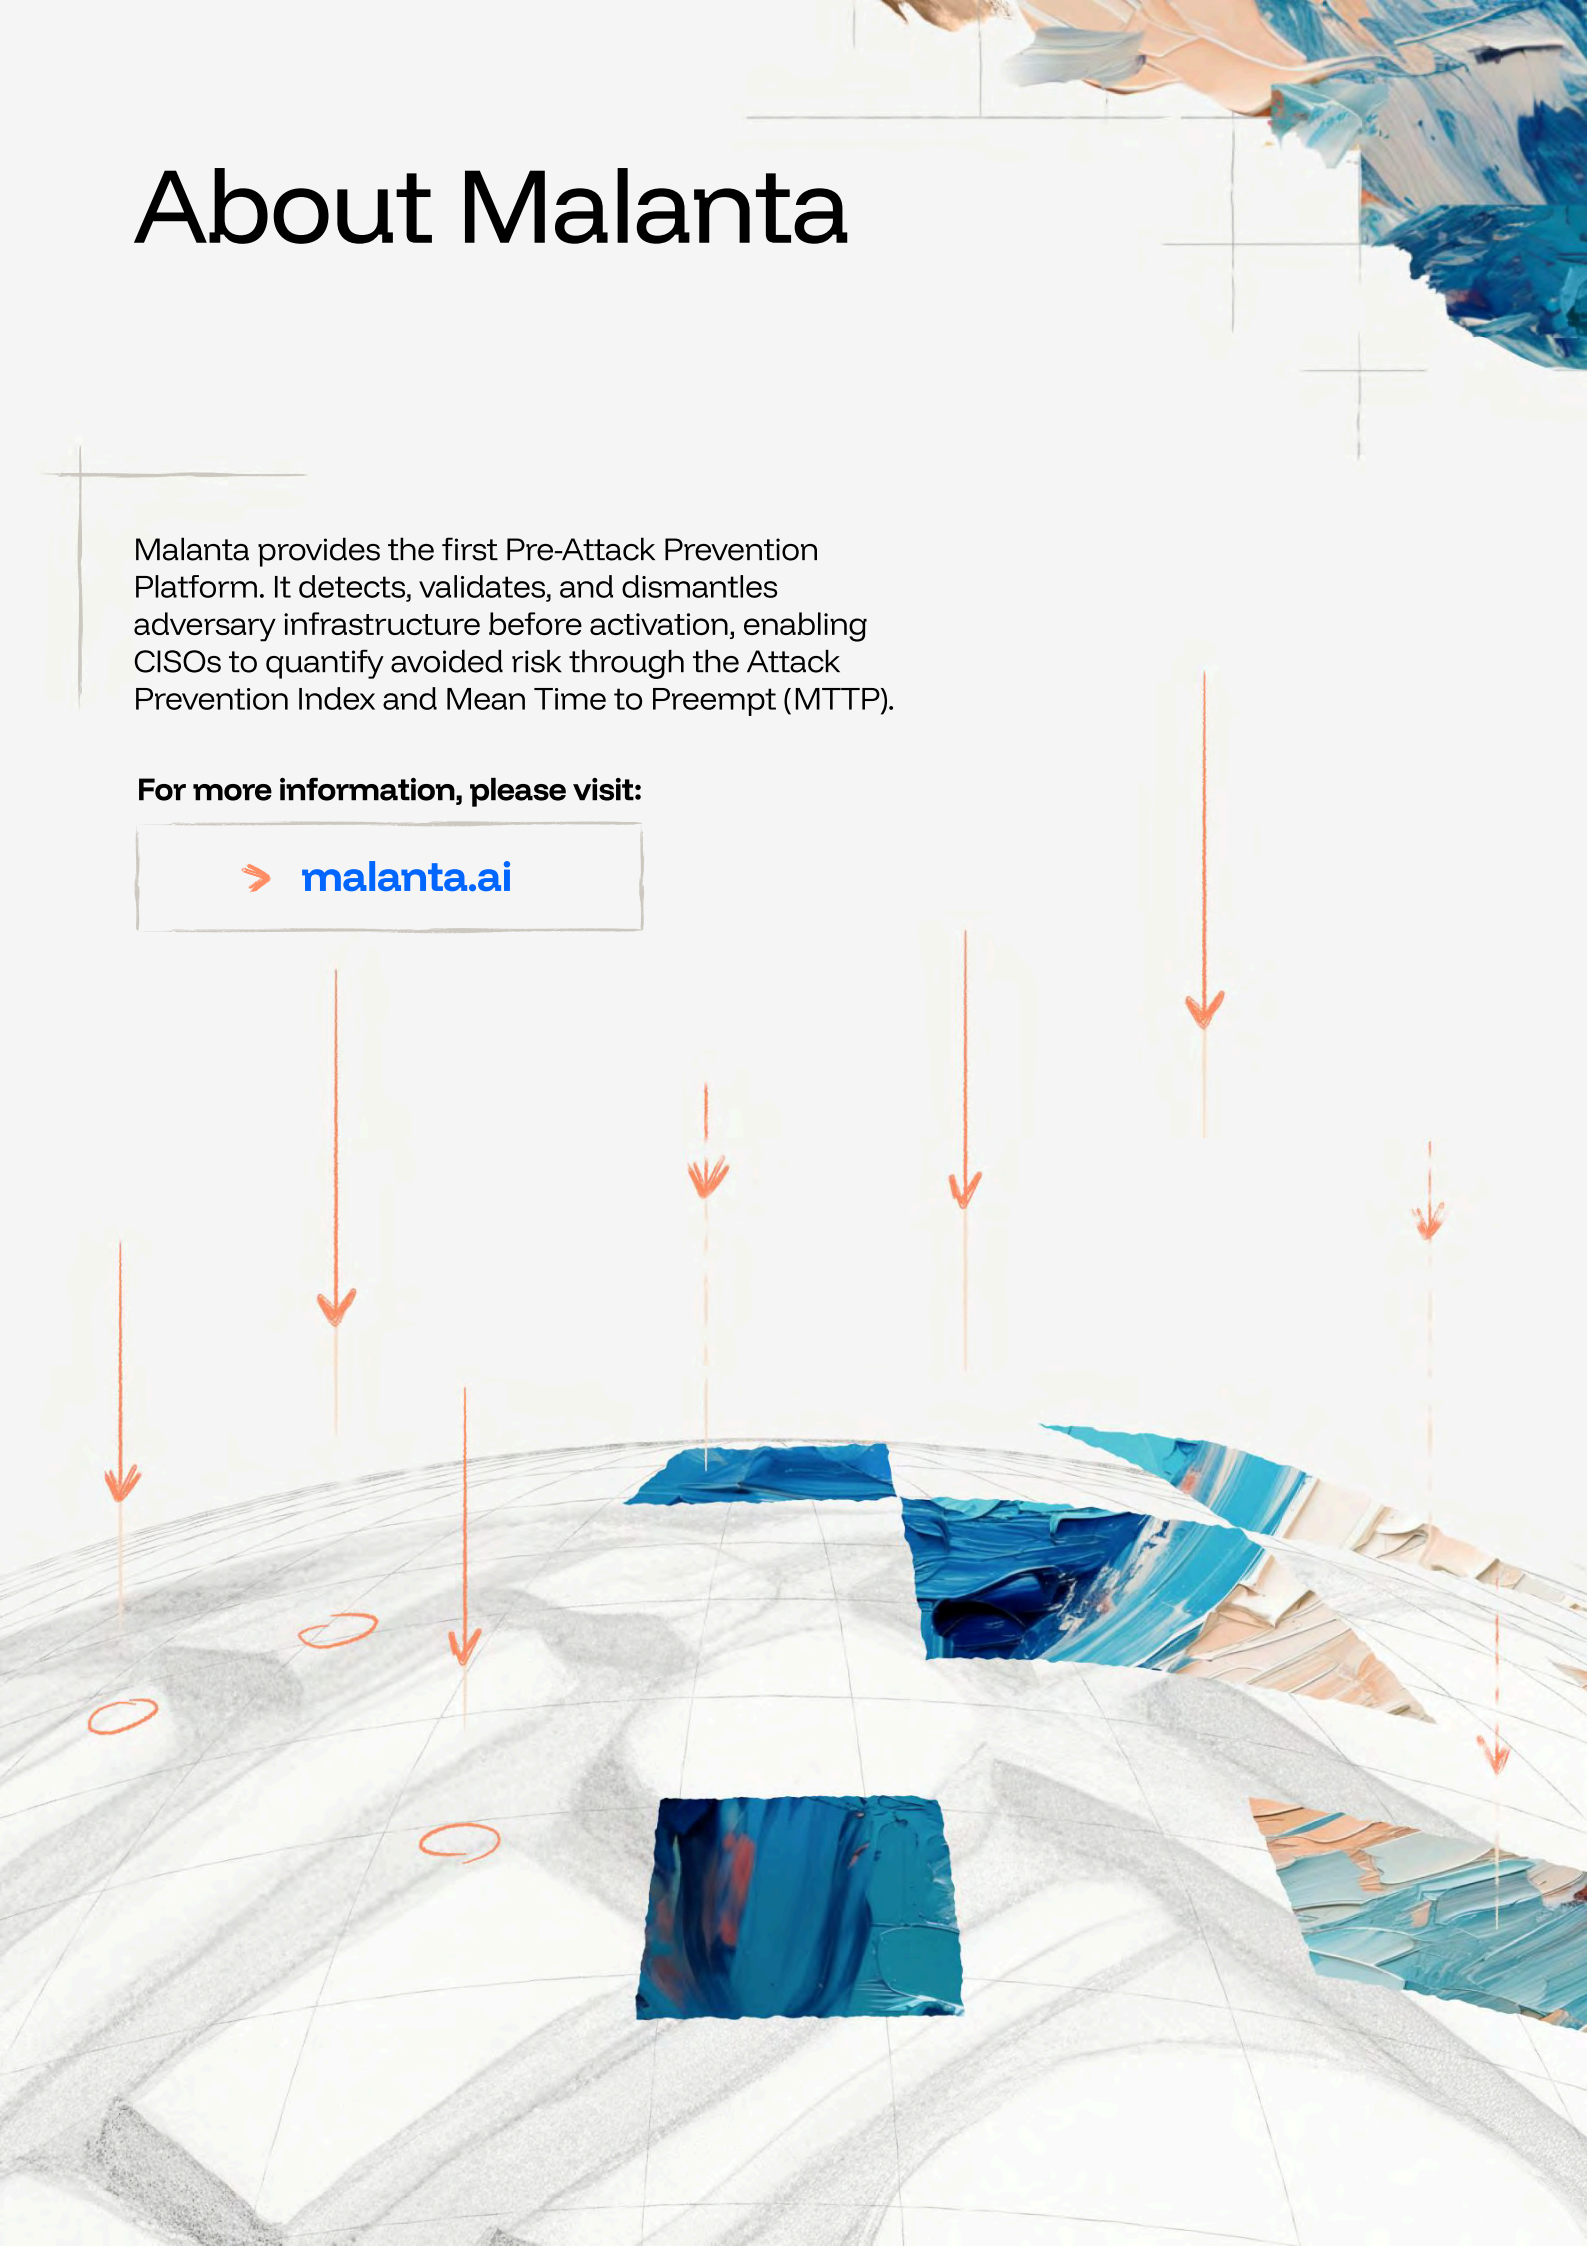 About Malanta
Malanta provides the first Pre-Attack Prevention
Platform. It detects, validates, and dismantles
adversary infrastructure before activation, enabling
CISOs to quantify avoided risk through the Attack
Prevention Index and Mean Time to Preempt (MTTP).
For more information, please visit:
malanta.ai